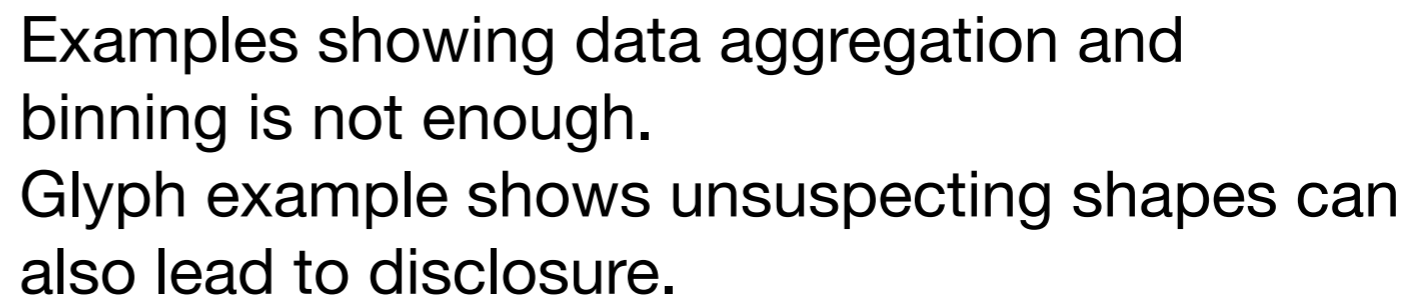 Examples showing data aggregation and
binning is not enough.
Glyph example shows unsuspecting shapes can
also lead to disclosure.